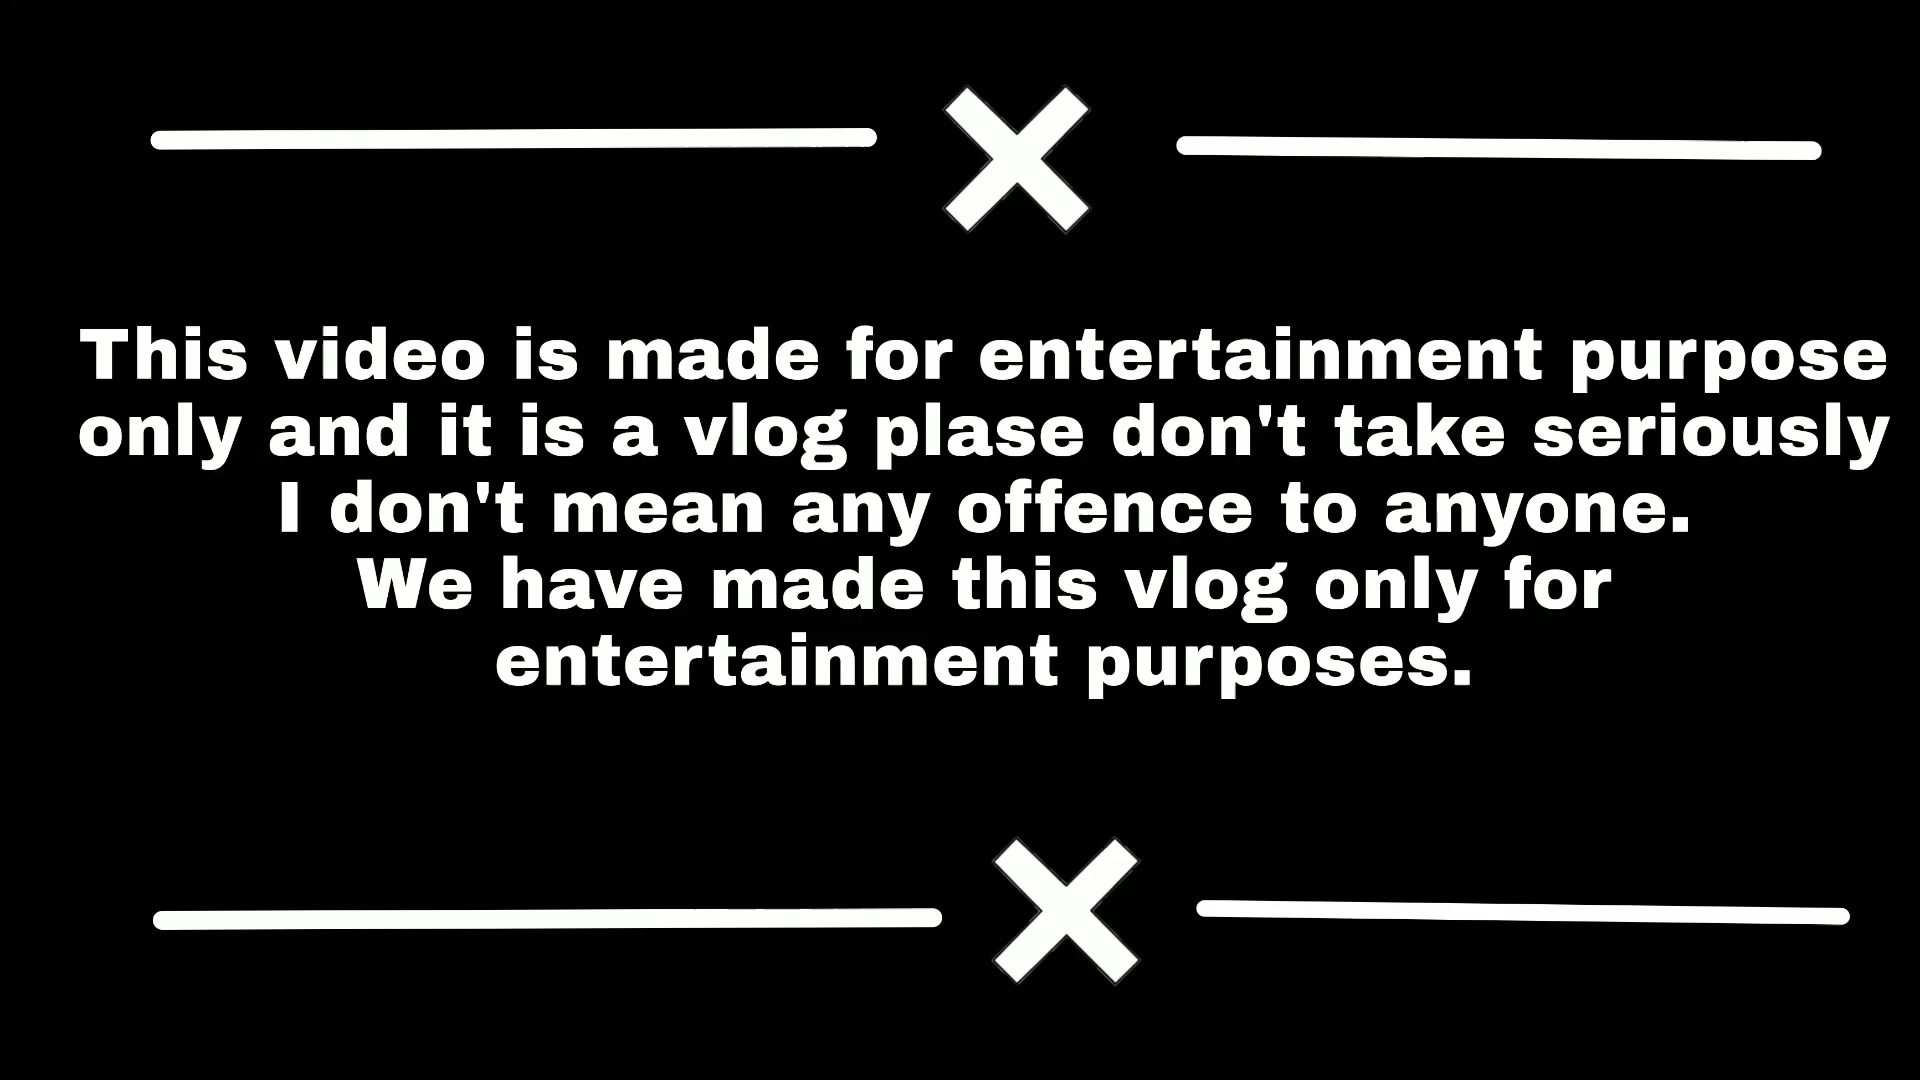 This video is made for entertainment purpose
only and it is a vlog plase don't take seriously
I don't mean any offence to anyone.
We have made this vlog only for
entertainment purposes.